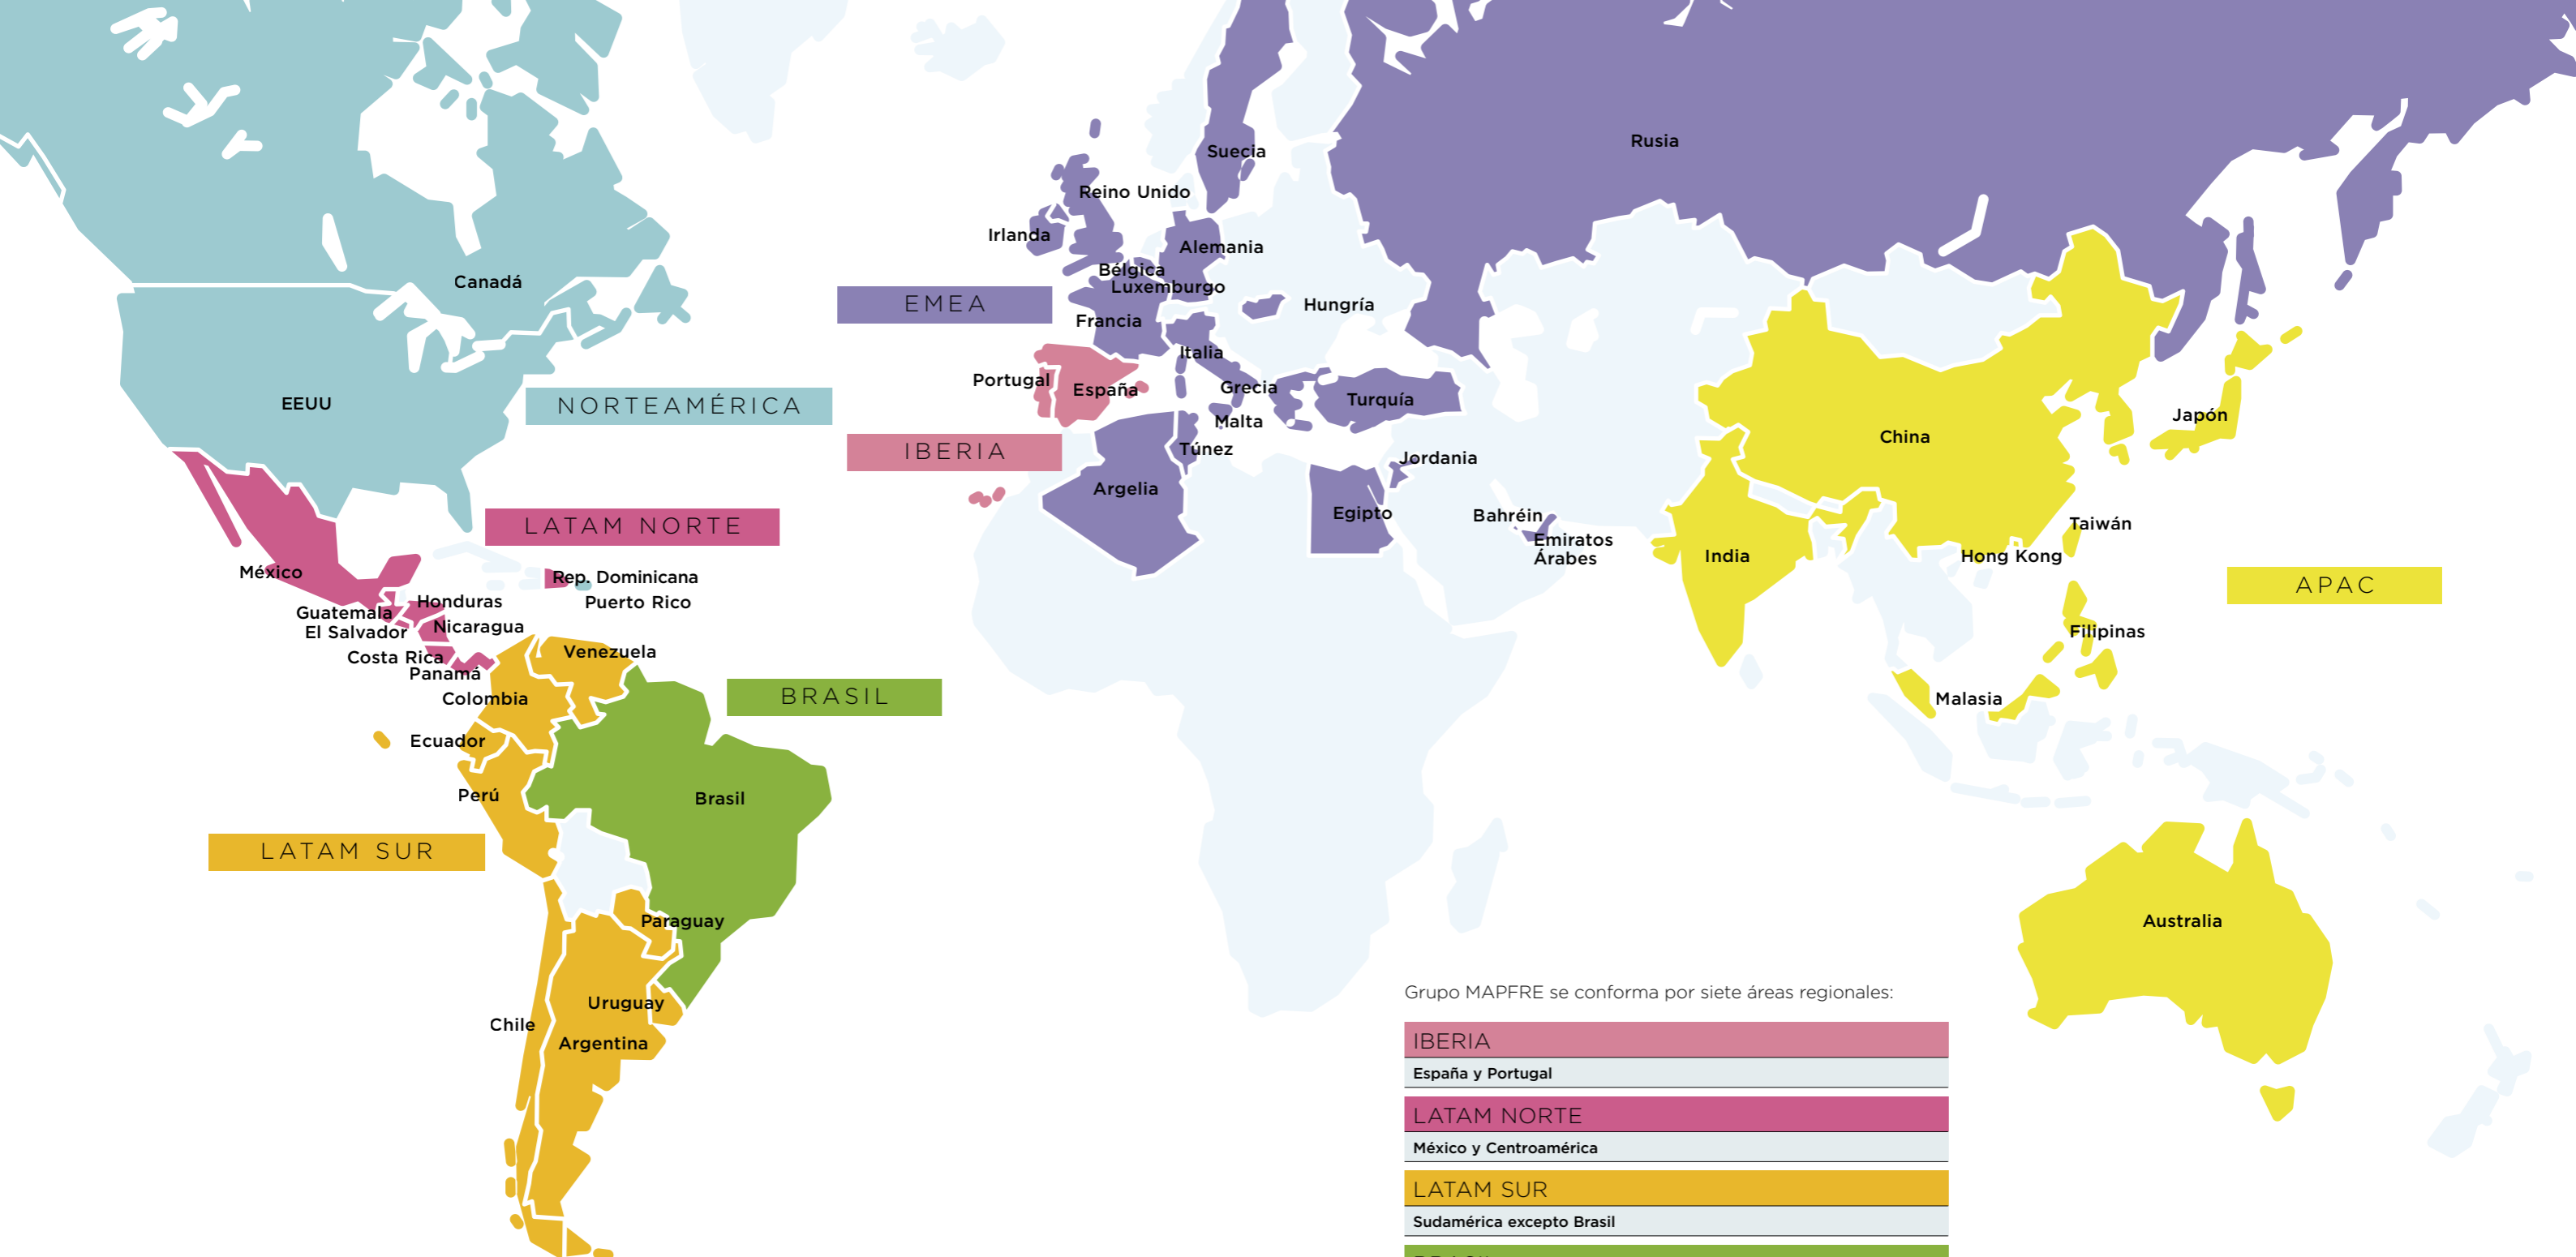 Rusia
Suecia
Reino Unido
Irlanda
Alemania
Bélgica
Luxemburgo
Canadá
EMEA
Hungría
Francia
Italia
Portugal
España
Grecia
Turquía
EEUU
NORTEAMÉRICA
Malta
Japón
China
IBERIA
Túnez
Jordania
Argelia
Egipto
Bahréin
Emiratos
Árabes
LATAM NORTE
Taiwán
India
Hong Kong
México
Rep. Dominicana
Puerto Rico
APAC
Honduras
Guatemala
El Salvador
Nicaragua
Filipinas
Costa Rica
Panamá
Venezuela
Colombia
BRASIL
Malasia
Ecuador
Perú
Brasil
LATAM SUR
Paraguay
Australia
Uruguay
Chile
Argentina
Grupo MAPFRE se conforma por siete áreas regionales:
IBERIA
España y Portugal
LATAM NORTE
México y Centroamérica
LATAM SUR
Sudamérica excepto Brasil